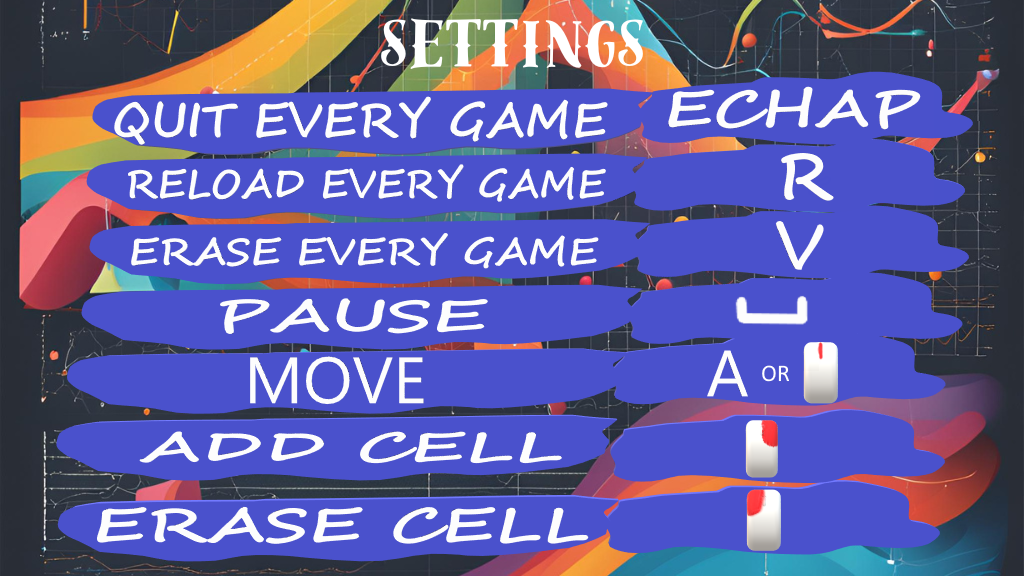 SETTINGS
QUIT EVERY GAME ECHAP
RELOAD EVERY GAME R
ERASE EVERY GAME V
PAUSE
MOVE A OR
ADD CELL
ERASE CELL